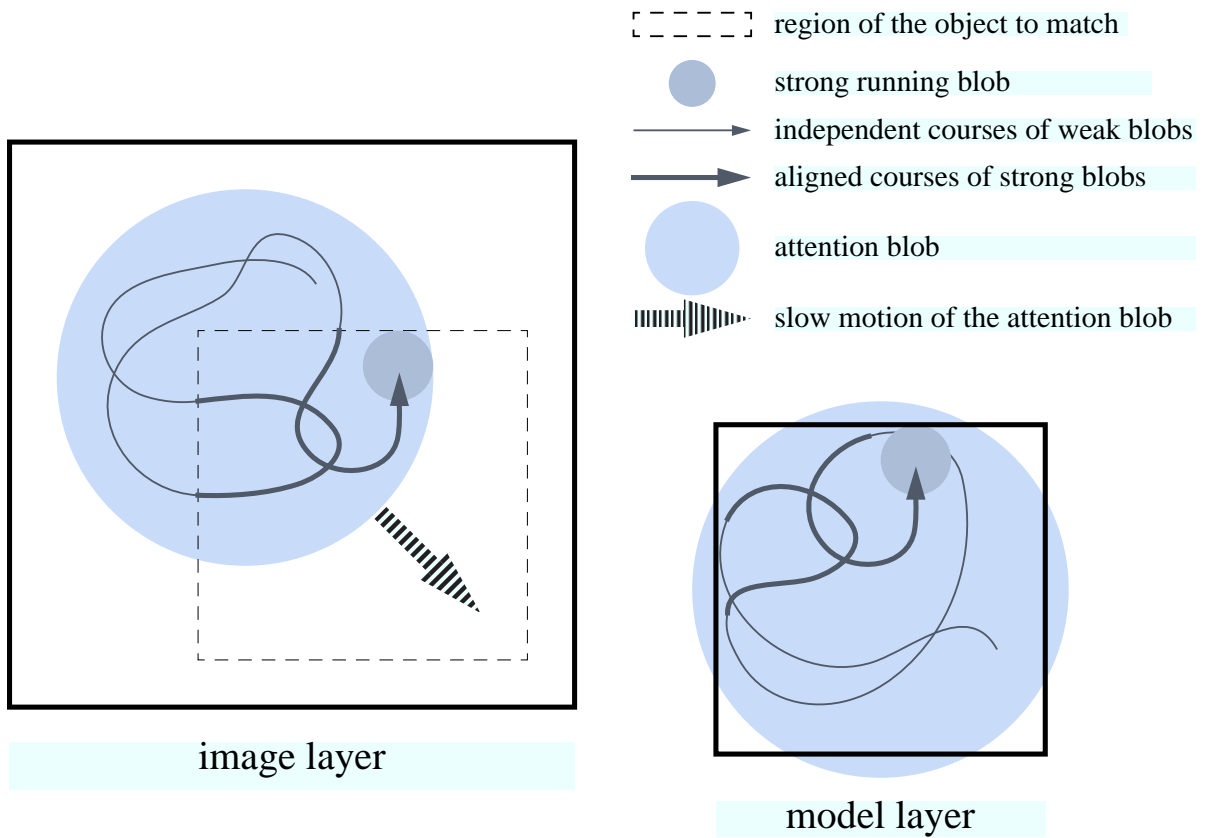 region of the object to match
strong running blob
independent courses of weak blobs
aligned courses of strong blobs
attention blob
slow motion of the attention blob
image layer
model layer